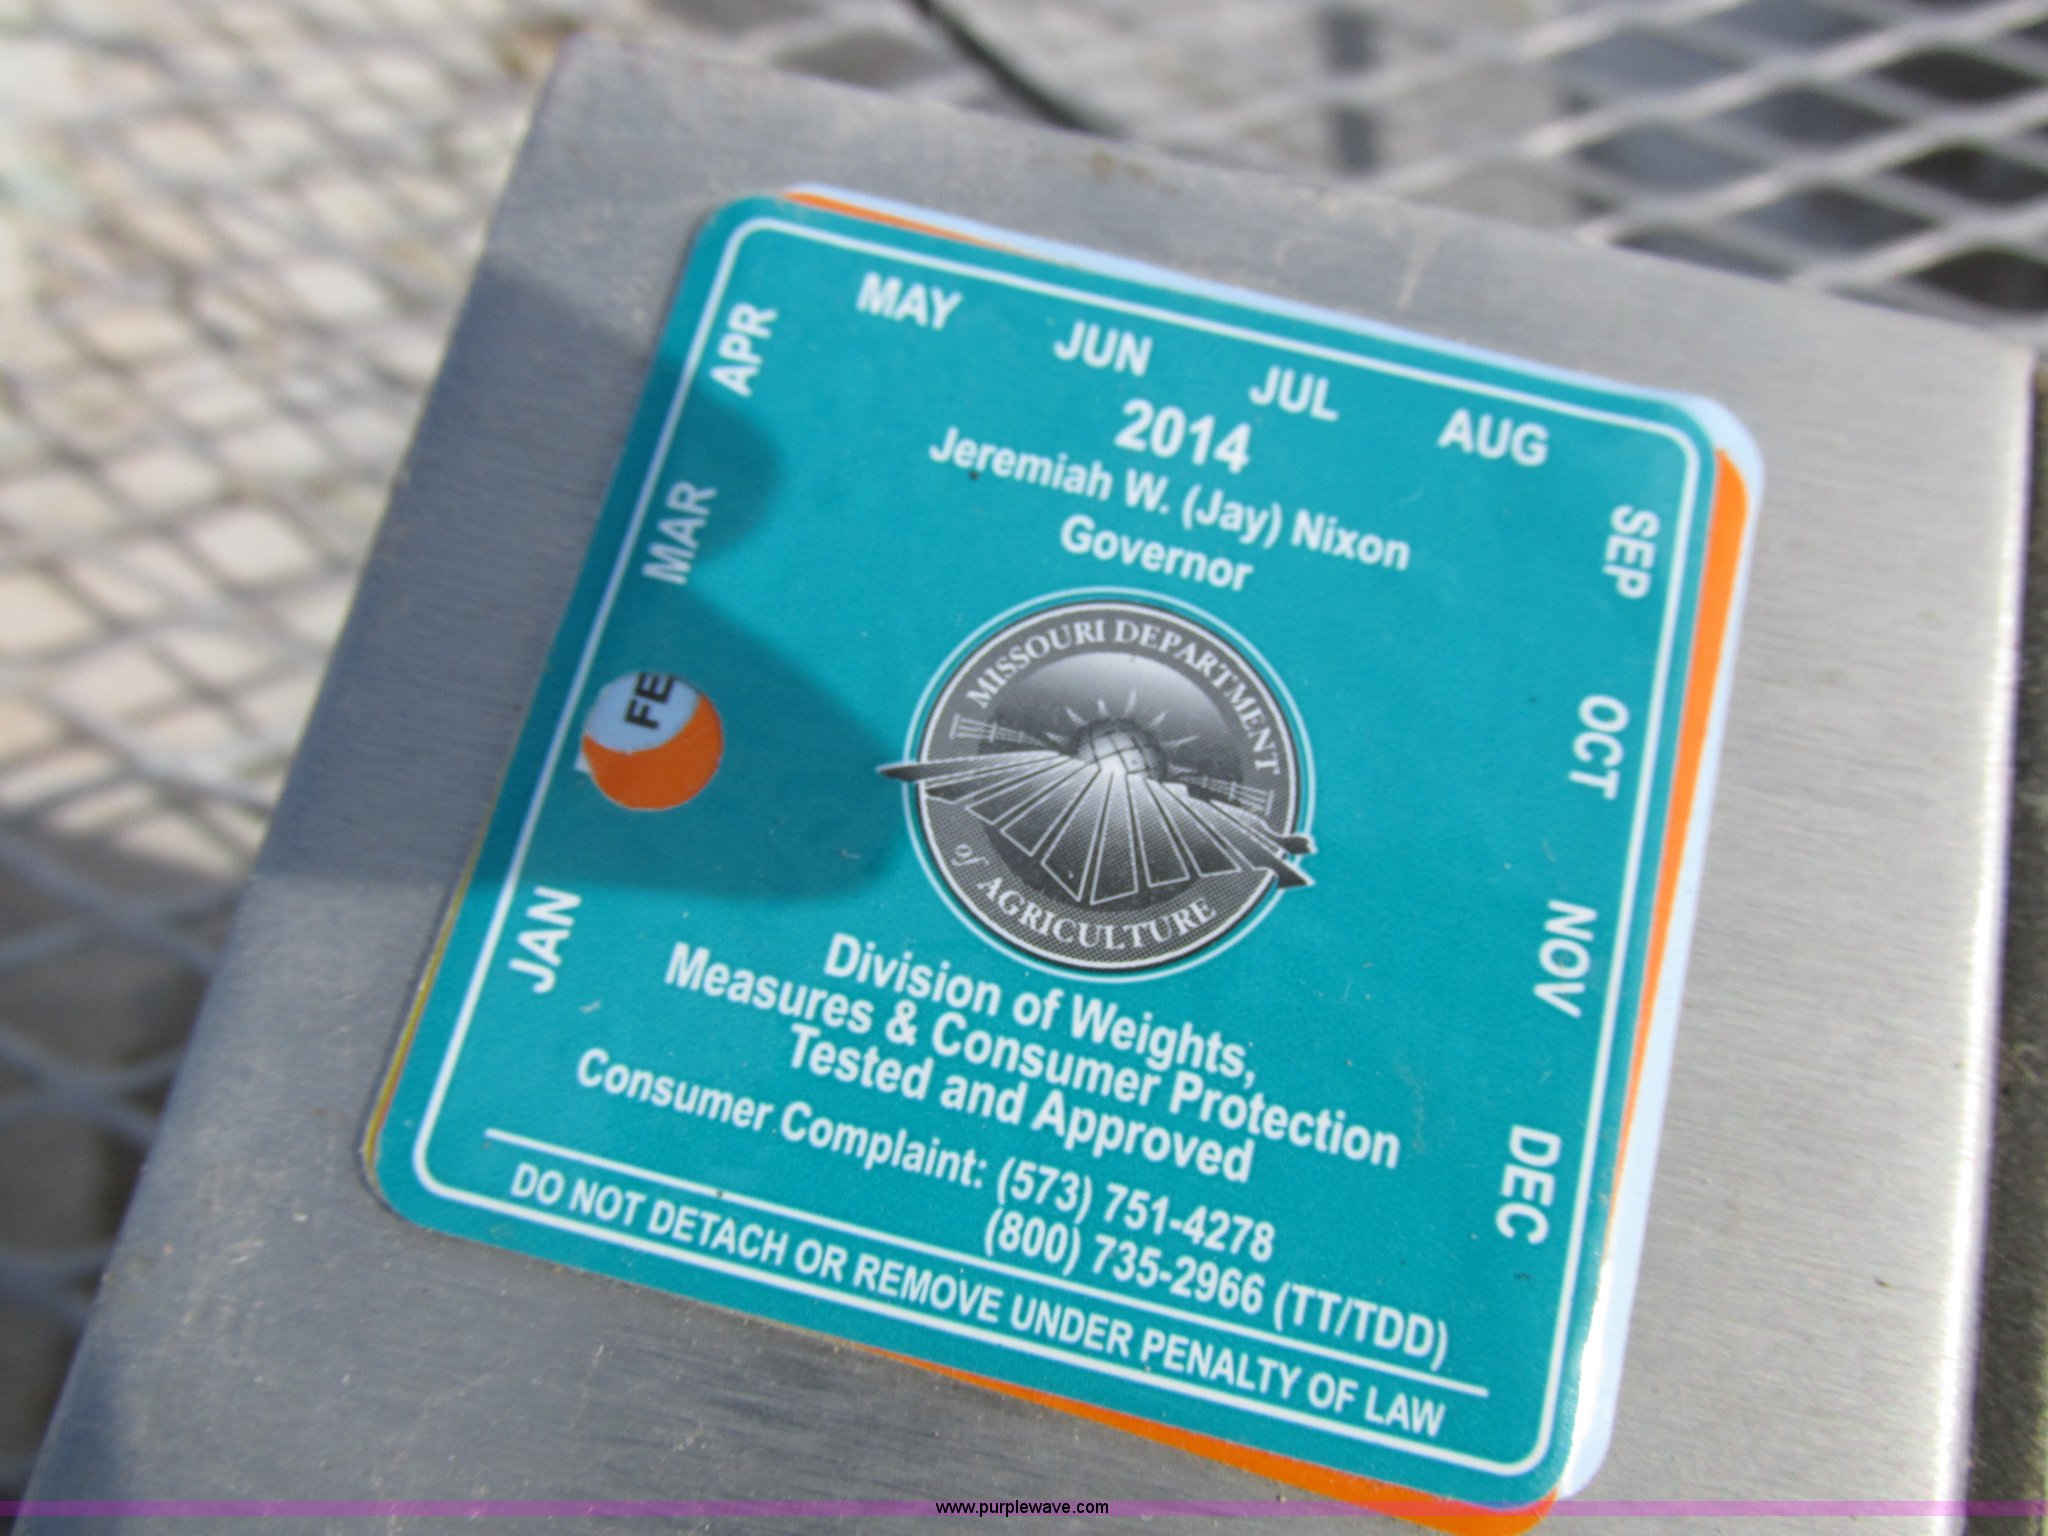 MAY
JUN
JUL
AUG
APR
MAR
FE
JAN
SEP
OCT
NOV
DEC
2014
Jeremiah W. (Jay) Nixon
Governor
MISSOURI DEPARTMENT
of AGRICULTURE
Division of Weights,
Measures & Consumer Protection
Tested and Approved
Consumer Complaint: (573) 751-4278
(800) 735-2966 (TT/TDD)
DO NOT DETACH OR REMOVE UNDER PENALTY OF LAW
www.purplewave.com